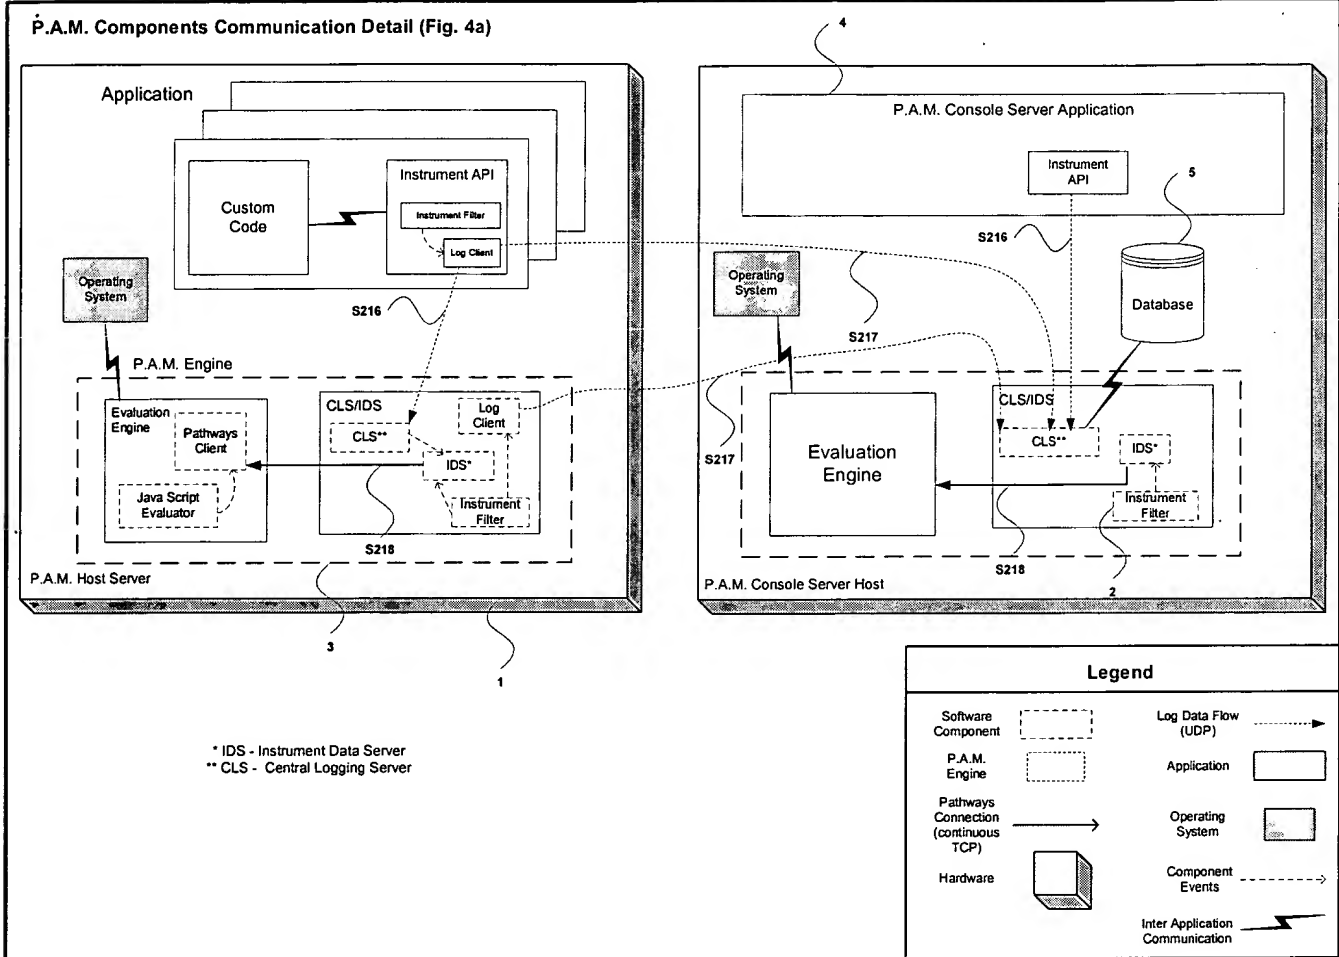 P.A.M. Components Communication Detail (Fig. 4a)
Application
Custom
Code
Instrument API
Instrument Filter
Log Client
Operating
System
S216
P.A.M. Engine
Evaluation
Engine
Pathways
Client
Java Script
Evaluator
CLS/IDS
CLS**
Log
Client
IDS*
Instrument
Filter
S218
P.A.M. Host Server
3
1
4
P.A.M. Console Server Application
Instrument
API
5
S216
Operating
System
Database
S217
S217
Evaluation
Engine
CLS/IDS
CLS**
IDS*
Instrument
Filter
S218
2
P.A.M. Console Server Host
* IDS - Instrument Data Server
** CLS - Central Logging Server
Legend
Software
Component
Log Data Flow
(UDP)
P.A.M.
Engine
Application
Pathways
Connection
(continuous
TCP)
Operating
System
Hardware
Component
Events
Inter Application
Communication